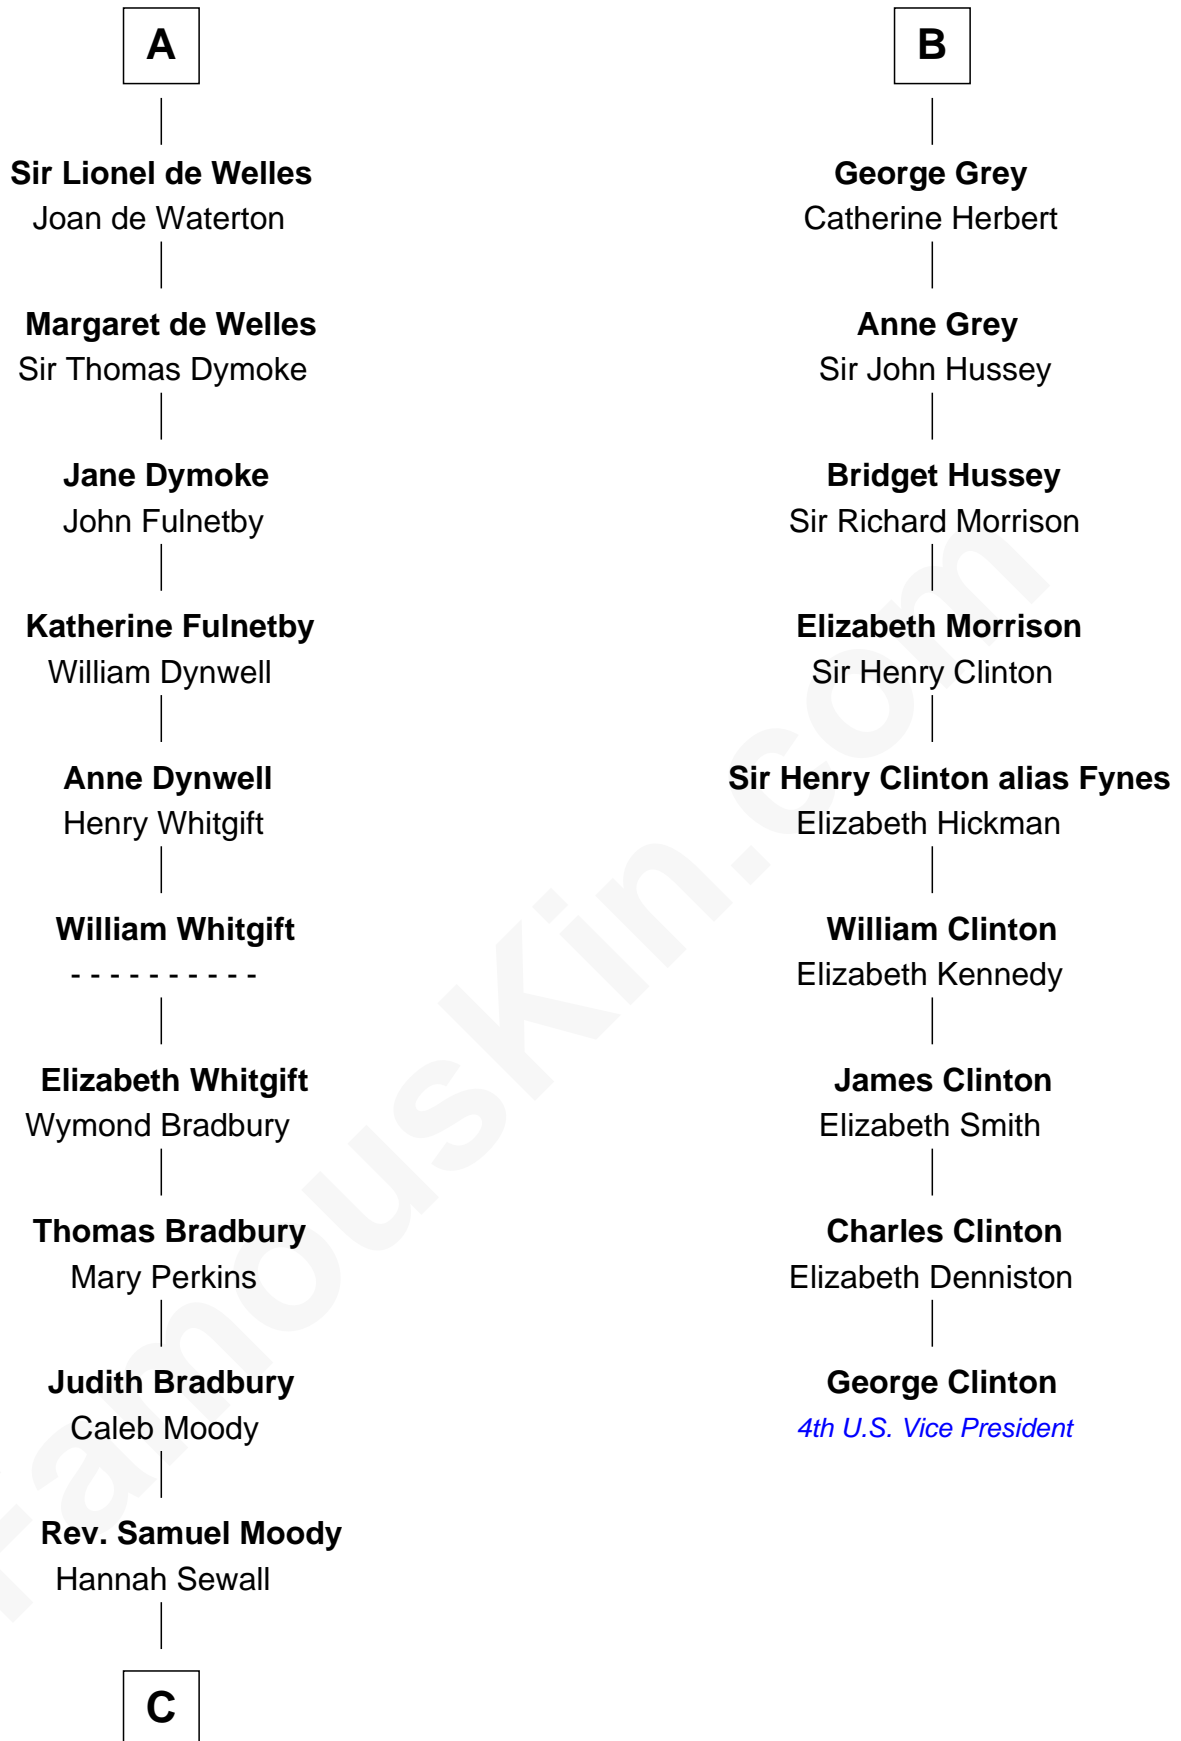 A
Sir Lionel de Welles
Joan de Waterton
Margaret de Welles
Sir Thomas Dymoke
Jane Dymoke
John Fulnetby
Katherine Fulnetby
William Dynwell
Anne Dynwell
Henry Whitgift
William Whitgift
- - - - - - - - - -
Elizabeth Whitgift
Wymond Bradbury
Thomas Bradbury
Mary Perkins
Judith Bradbury
Caleb Moody
Rev. Samuel Moody
Hannah Sewall
C
B
George Grey
Catherine Herbert
Anne Grey
Sir John Hussey
Bridget Hussey
Sir Richard Morrison
Elizabeth Morrison
Sir Henry Clinton
Sir Henry Clinton alias Fynes
Elizabeth Hickman
William Clinton
Elizabeth Kennedy
James Clinton
Elizabeth Smith
Charles Clinton
Elizabeth Denniston
George Clinton
4th U.S. Vice President
FamousKin.com